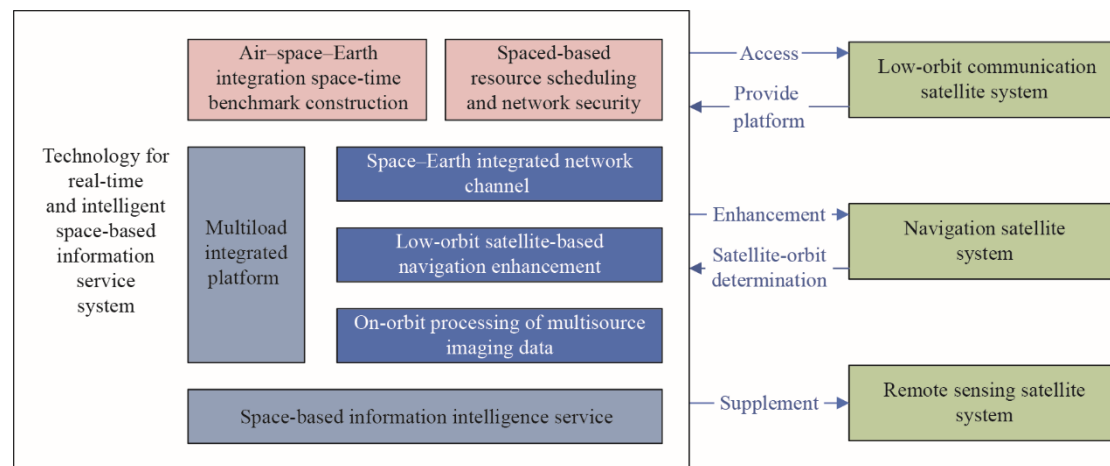 Air–space–Earth
integration space-time
benchmark construction
Spaced-based
resource scheduling
and network security
Technology for
real-time
and intelligent
space-based
information
service
system
Multiload
integrated
platform
Space–Earth integrated network
channel
Low-orbit satellite-based
navigation enhancement
On-orbit processing of multisource
imaging data
Space-based information intelligence service
Access
Provide
platform
Enhancement
Satellite-orbit
determination
Supplement
Low-orbit communication
satellite system
Navigation satellite
system
Remote sensing satellite
system